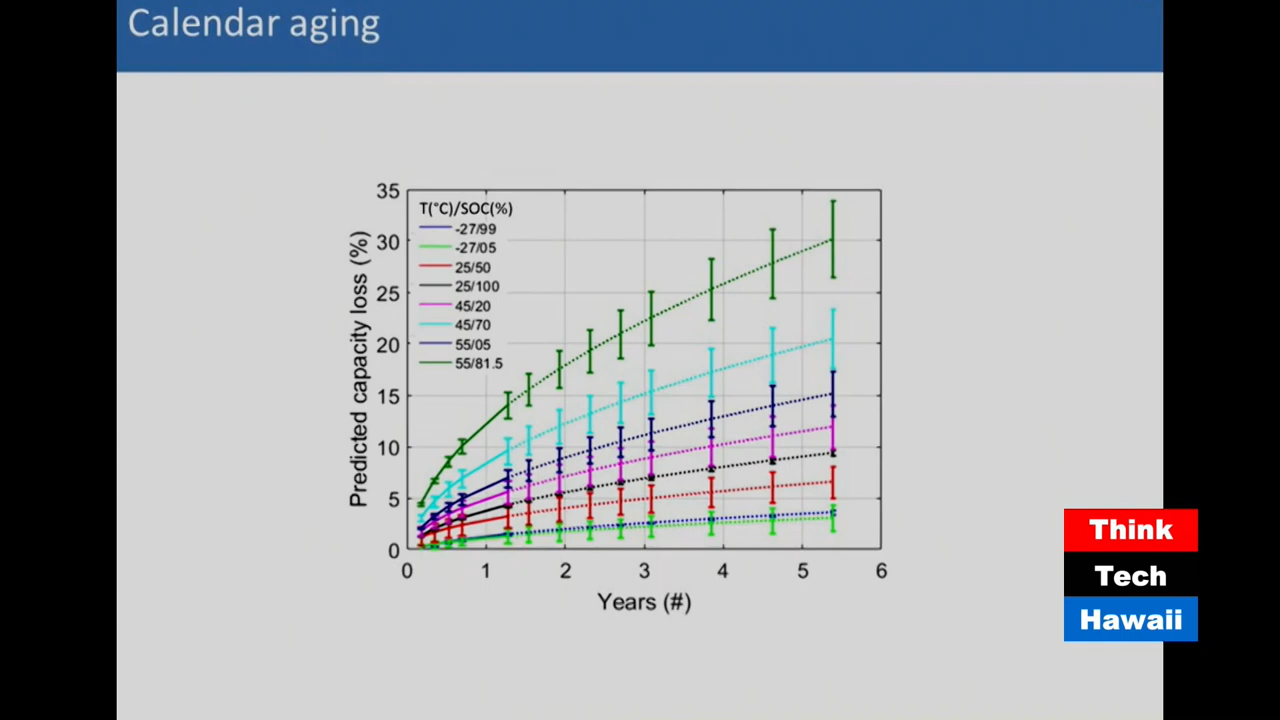 Calendar aging
35
30
25
20
15
10
5
0
Predicted capacity loss (%)
T(°C)/SOC(%)
-27/99
-27/05
25/50
25/100
45/20
45/70
55/05
55/81.5
0 1 2 3 4 5 6
Years (#)
Think
Tech
Hawaii